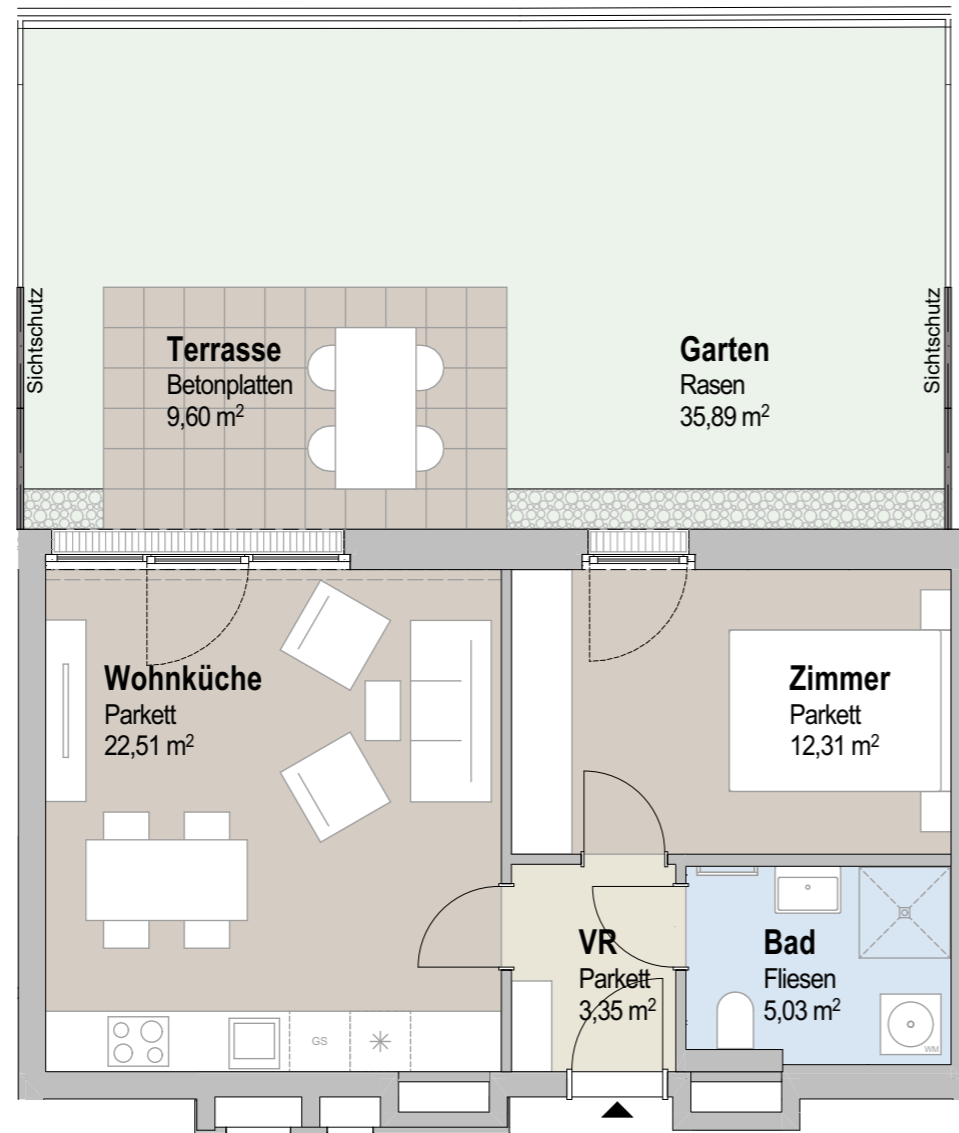 Sichtschutz
Terrasse
Betonplatten
9,60 m²
Garten
Rasen
35,89 m²
Sichtschutz
Wohnküche
Parkett
22,51 m²
Zimmer
Parkett
12,31 m²
VR
Parkett
3,35 m²
Bad
Fliesen
5,03 m²
GS
WM